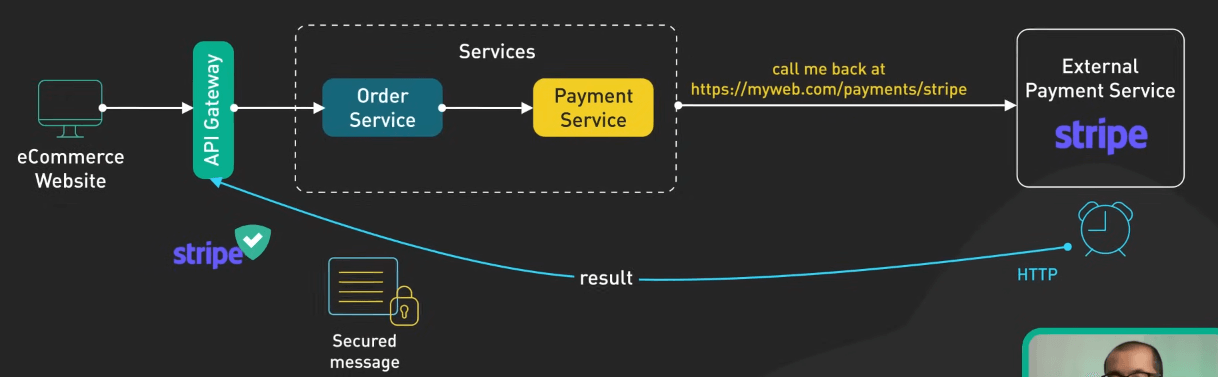 Services
call me back at
https://myweb.com/payments/stripe
External
Payment Service
stripe
API Gateway
Order
Service
Payment
Service
eCommerce
Website
stripe
result
HTTP
Secured
message